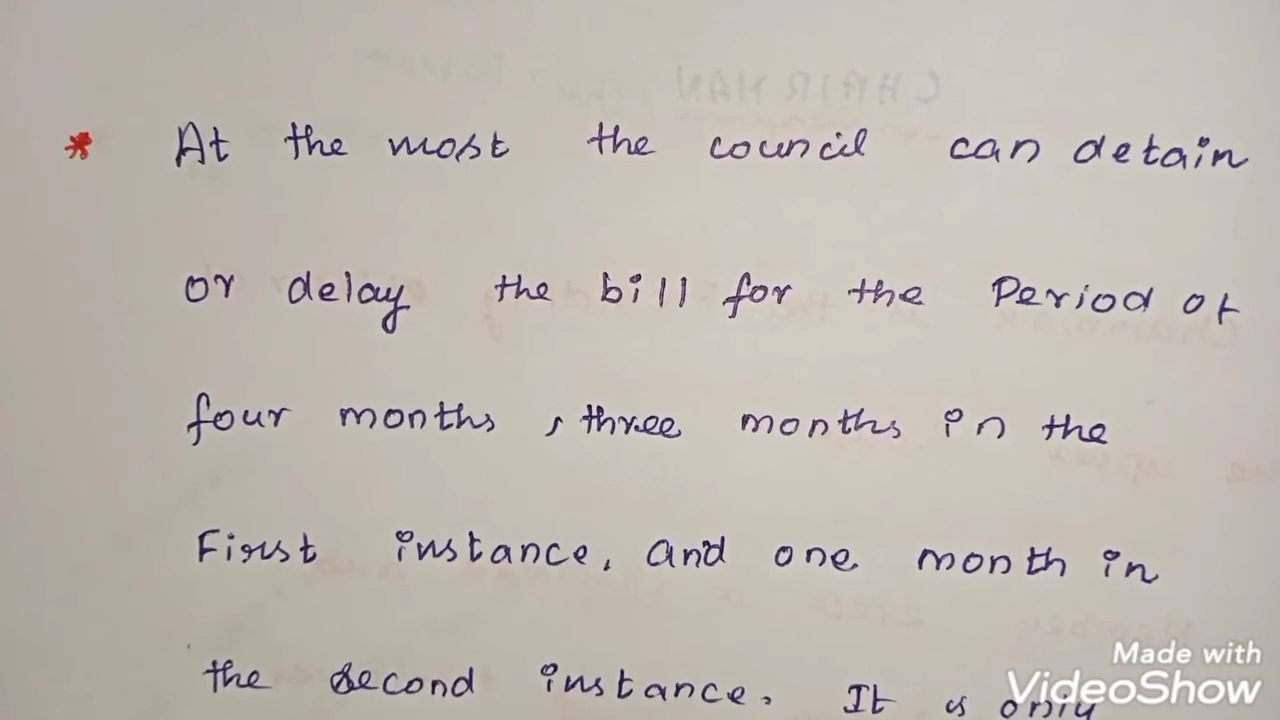 * At the most the council can detain
or delay the bill for the Period of
four months, three months in the
First instance, and one month in
the second instance. It is only
Made with
VideoShow